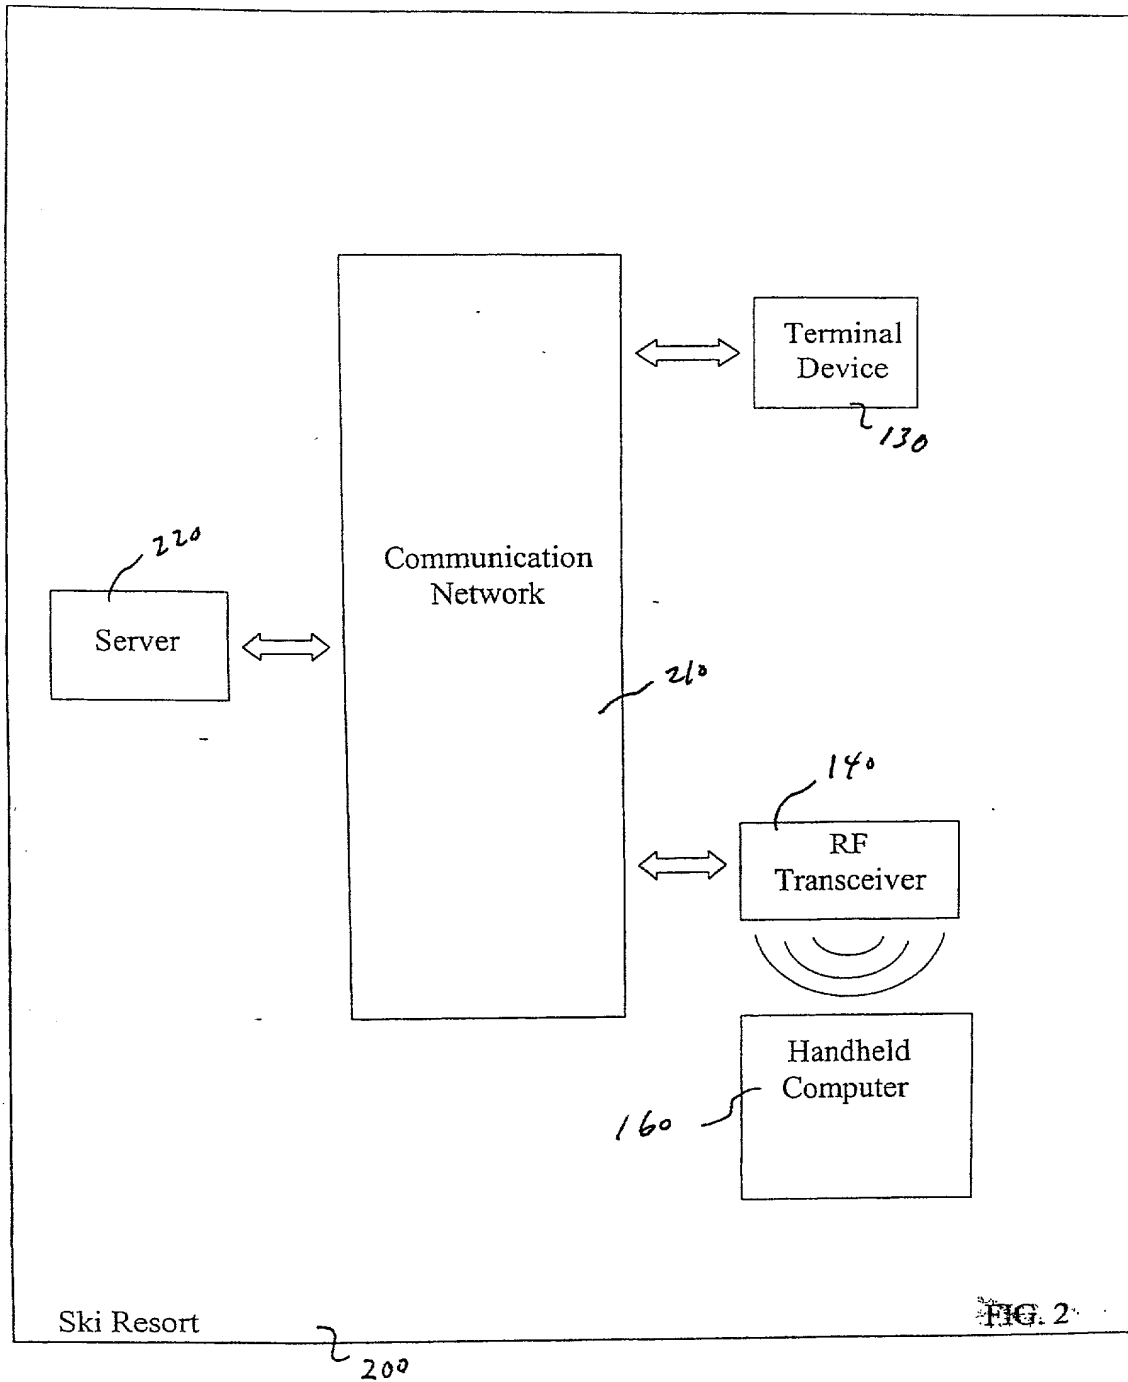 Terminal
Device
130
220
Communication
Network
Server
210
140
RF
Transceiver
Handheld
Computer
160
Ski Resort
FIG. 2
200